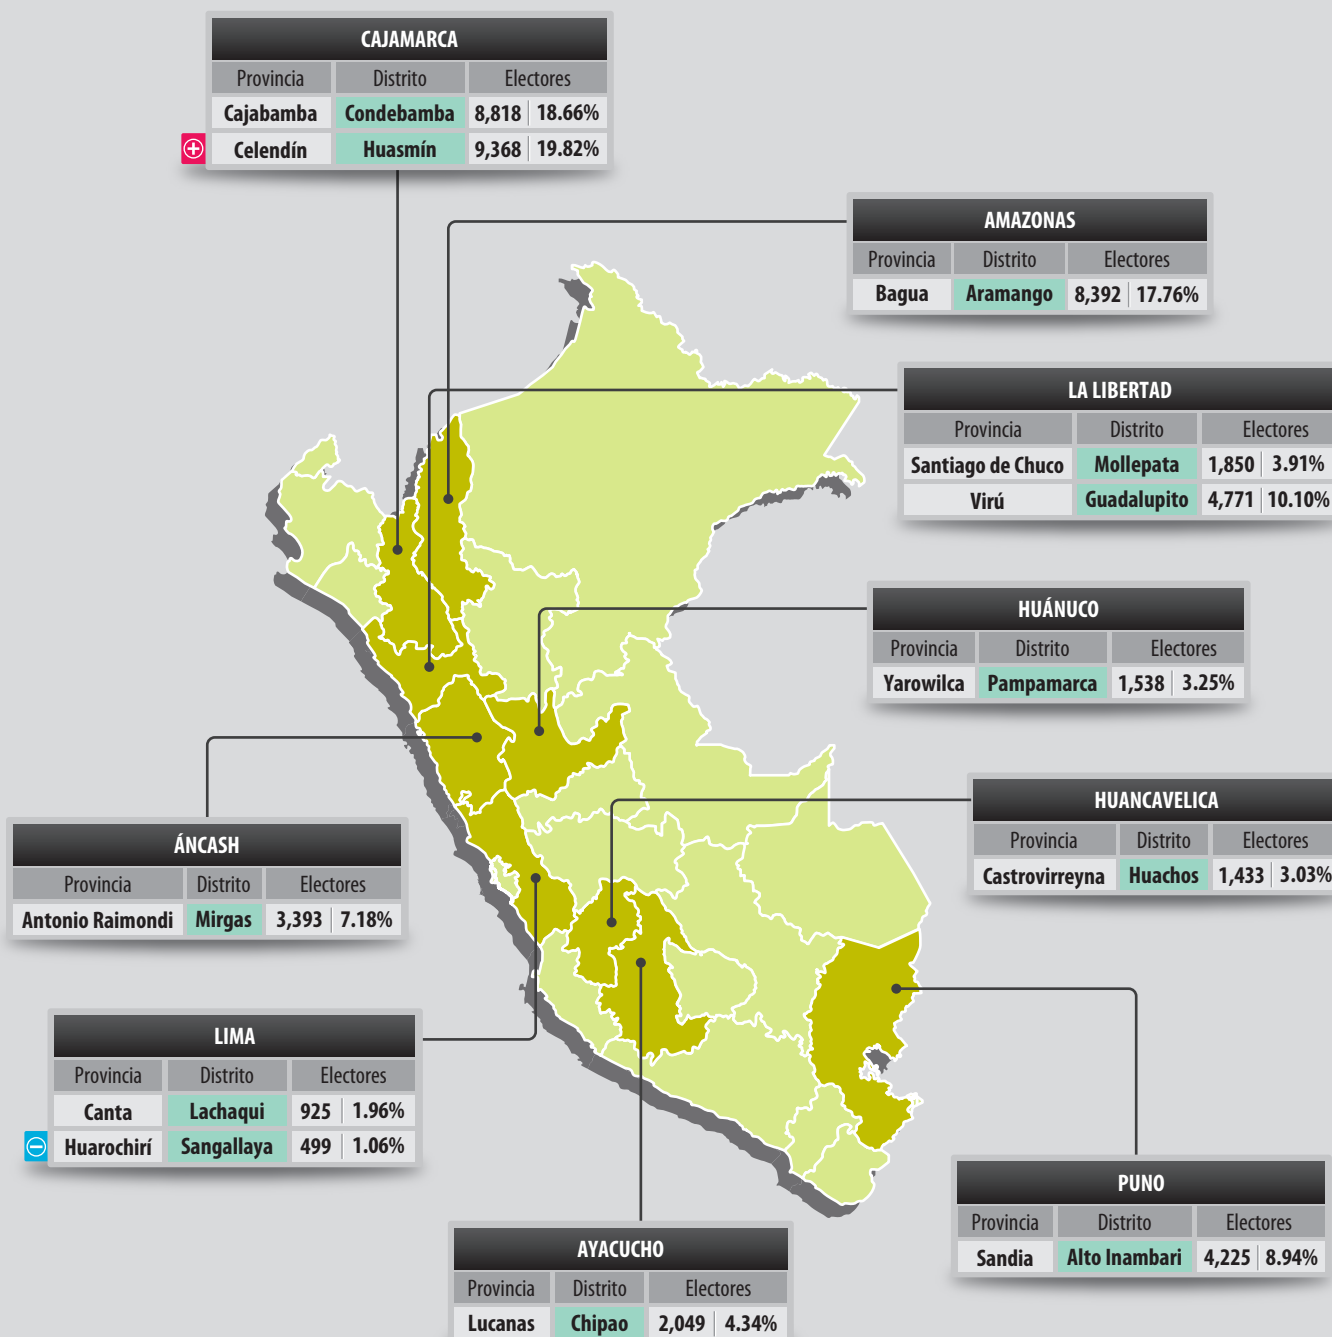 CAJAMARCA
Provincia Distrito Electores
Cajabamba Condebamba 8,818 18.66%
Celendín Huasmín 9,368 19.82%
AMAZONAS
Provincia Distrito Electores
Bagua Aramango 8,392 17.76%
LA LIBERTAD
Provincia Distrito Electores
Santiago de Chuco Mollepata 1,850 3.91%
Virú Guadalupito 4,771 10.10%
HUÁNUCO
Provincia Distrito Electores
Yarowilca Pampamarca 1,538 3.25%
HUANCAVELICA
Provincia Distrito Electores
Castrovirreyna Huachos 1,433 3.03%
ÁNCASH
Provincia Distrito Electores
Antonio Raimondi Mirgas 3,393 7.18%
LIMA
Provincia Distrito Electores
Canta Lachaqui 925 1.96%
Huarochirí Sangallaya 499 1.06%
PUNO
Provincia Distrito Electores
Sandia Alto Inambari 4,225 8.94%
AYACUCHO
Provincia Distrito Electores
Lucanas Chipao 2,049 4.34%